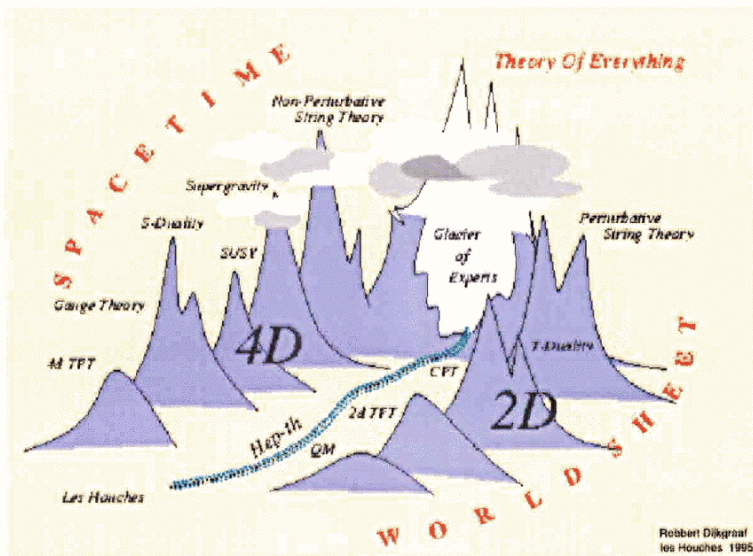 SPACETIME
Theory Of Everything
Non-Perturbative
String Theory
Supergravity
S-Duality
SUSY
Glacier
of
Experts
Perturbative
String Theory
Gauge Theory
4D
4d TFT
T-Duality
CFT
2D
2d TFT
Hep-th
QM
Les Houches
WORLDSHEET
Robbert Dijkgraaf
les Houches 1995